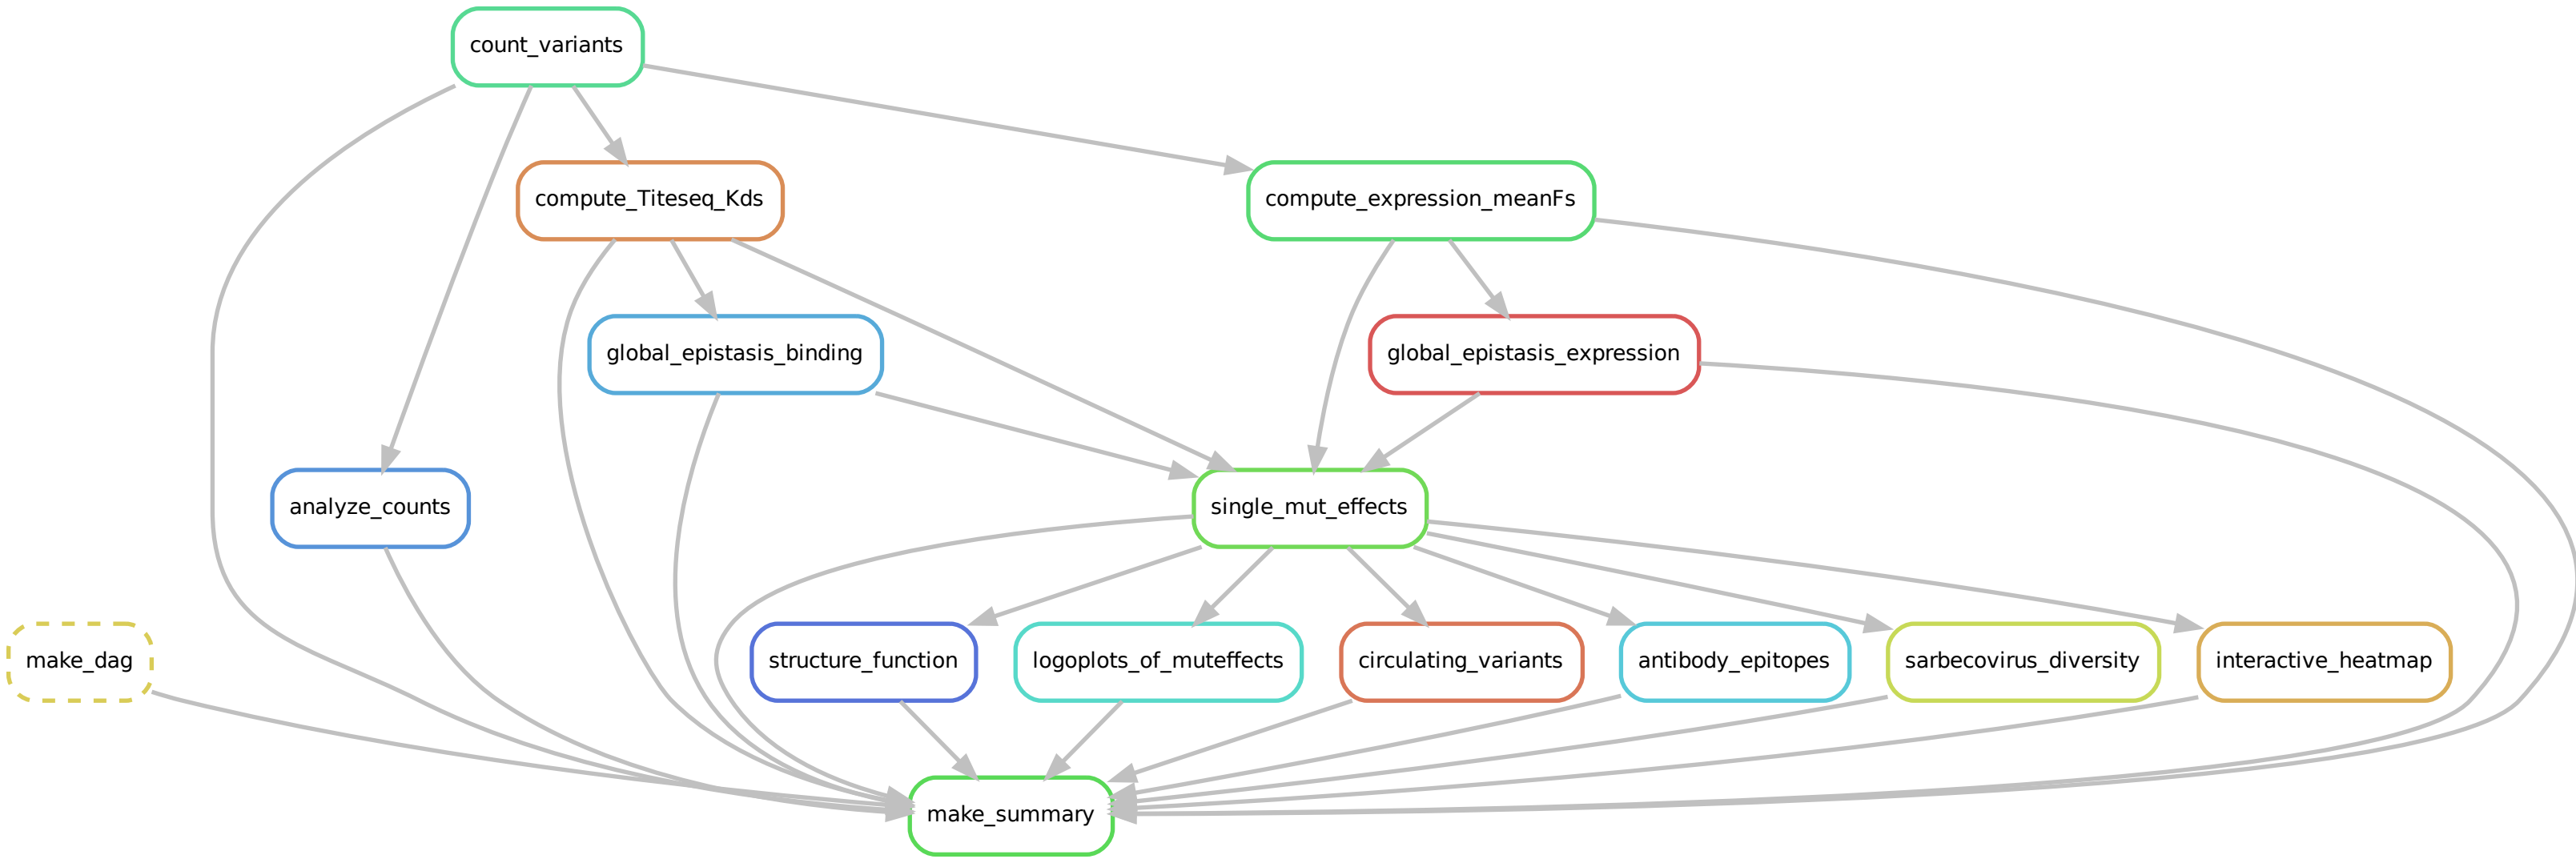 count_variants
compute_Titeseq_Kds
compute_expression_meanFs
global_epistasis_binding
global_epistasis_expression
analyze_counts
single_mut_effects
make_dag
structure_function
logoplots_of_muteffects
circulating_variants
antibody_epitopes
sarbecovirus_diversity
interactive_heatmap
make_summary